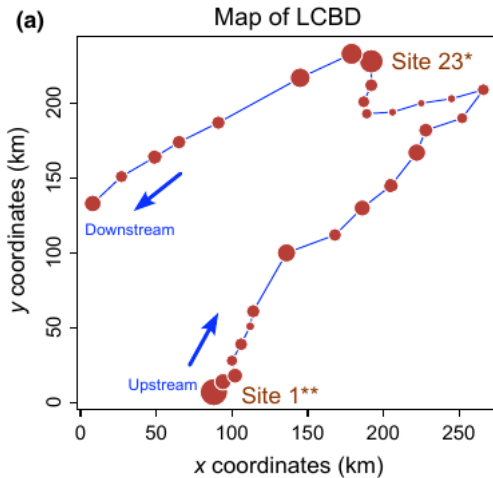 (a)
Map of LCBD
Site 23*
Downstream
Upstream
Site 1**
y coordinates (km)
0
50
100
150
200
0
50
100
150
200
250
x coordinates (km)